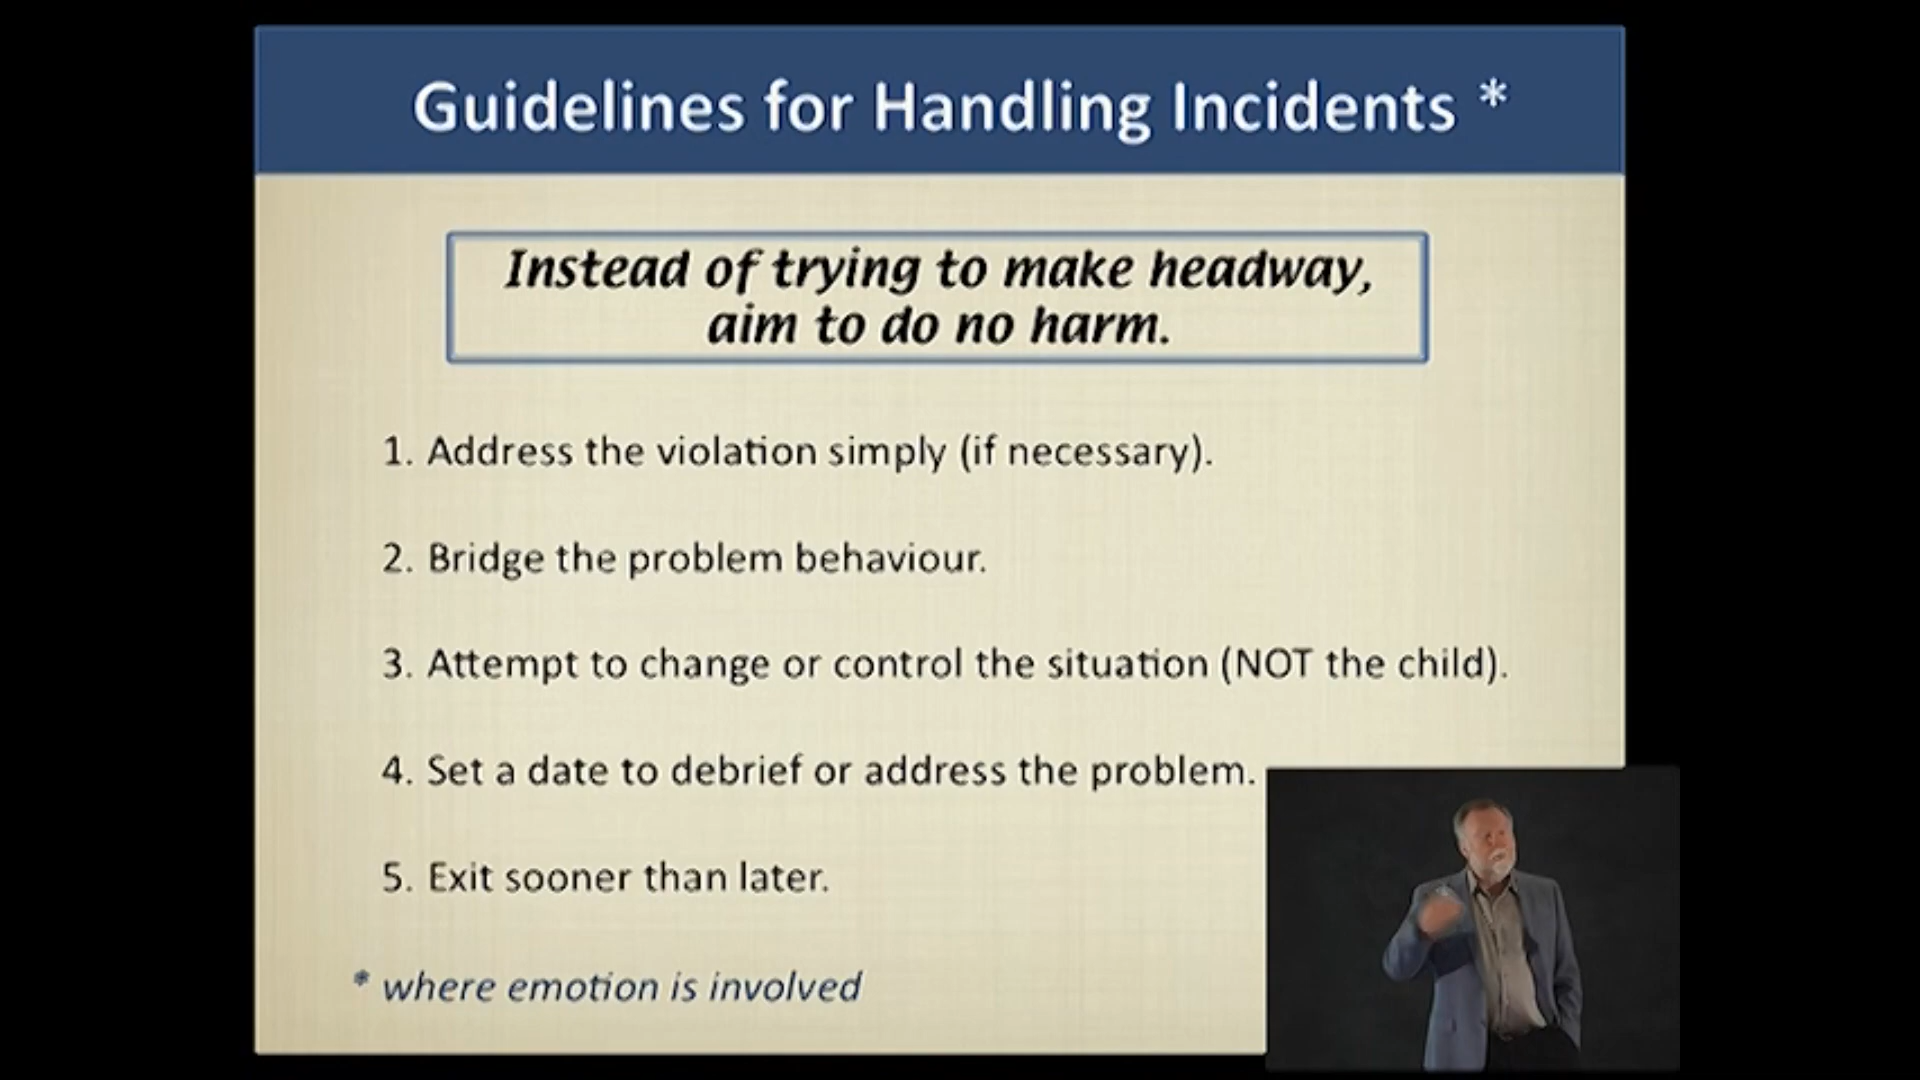 Guidelines for Handling Incidents *
Instead of trying to make headway,
aim to do no harm.
1. Address the violation simply (if necessary).
2. Bridge the problem behaviour.
3. Attempt to change or control the situation (NOT the child).
4. Set a date to debrief or address the problem.
5. Exit sooner than later.
* where emotion is involved